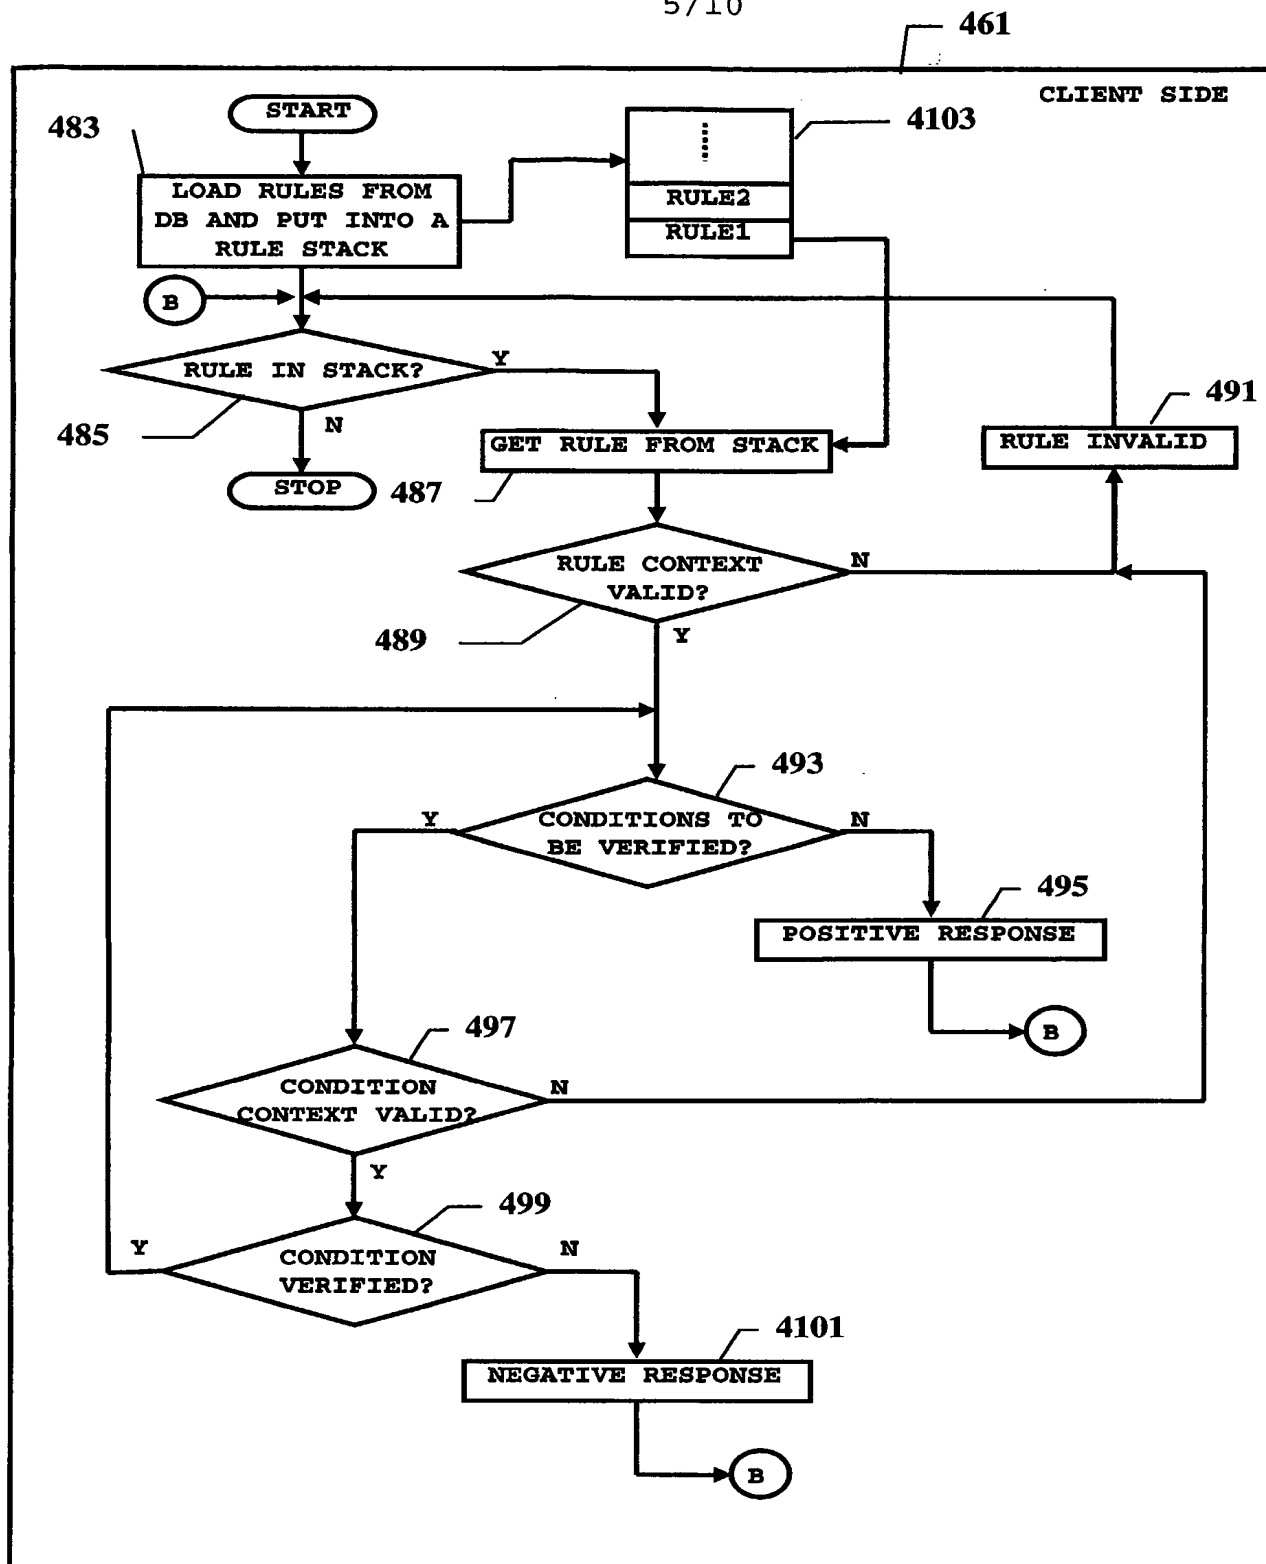 5/10
461
CLIENT SIDE
START
483
4103
LOAD RULES FROM
DB AND PUT INTO A
RULE STACK
RULE2
RULE1
B
RULE IN STACK?
Y
N
485
STOP
GET RULE FROM STACK
487
491
RULE INVALID
RULE CONTEXT
VALID?
N
Y
489
493
CONDITIONS TO
BE VERIFIED?
Y
N
495
POSITIVE RESPONSE
B
497
CONDITION
CONTEXT VALID?
N
Y
499
CONDITION
VERIFIED?
Y
N
4101
NEGATIVE RESPONSE
B